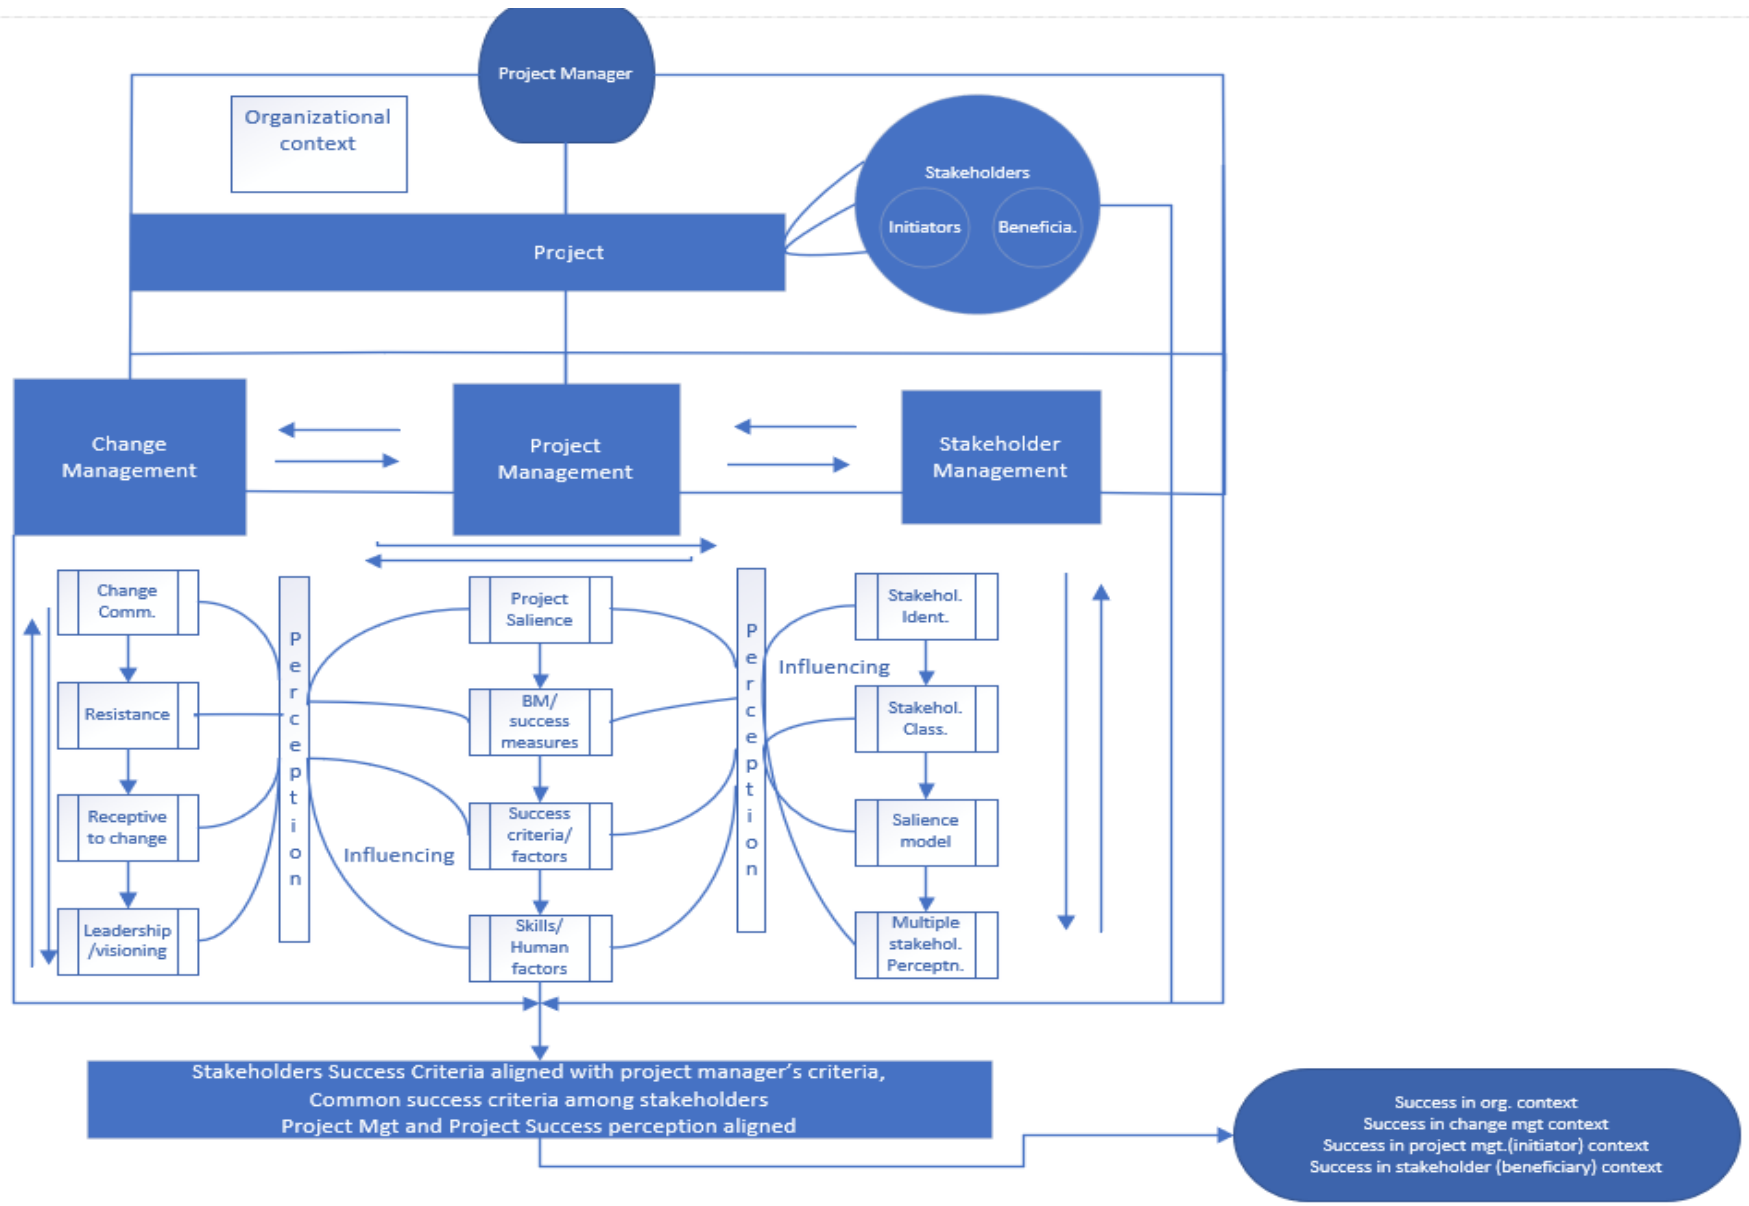 Project Manager
Organizational
context
Stakeholders
Initiators
Beneficia.
Project
Change
Management
Project
Management
Stakeholder
Management
Change
Comm.
Resistance
Receptive
to change
Leadership
/visioning
Perception
Influencing
Project
Salience
BM/
success
measures
Success
criteria/
factors
Skills/
Human
factors
Perception
Influencing
Stakehol.
Ident.
Stakehol.
Class.
Salience
model
Multiple
stakehol.
Perceptn.
Stakeholders Success Criteria aligned with project manager’s criteria,
Common success criteria among stakeholders
Project Mgt and Project Success perception aligned
Success in org. context
Success in change mgt context
Success in project mgt.(initiator) context
Success in stakeholder (beneficiary) context